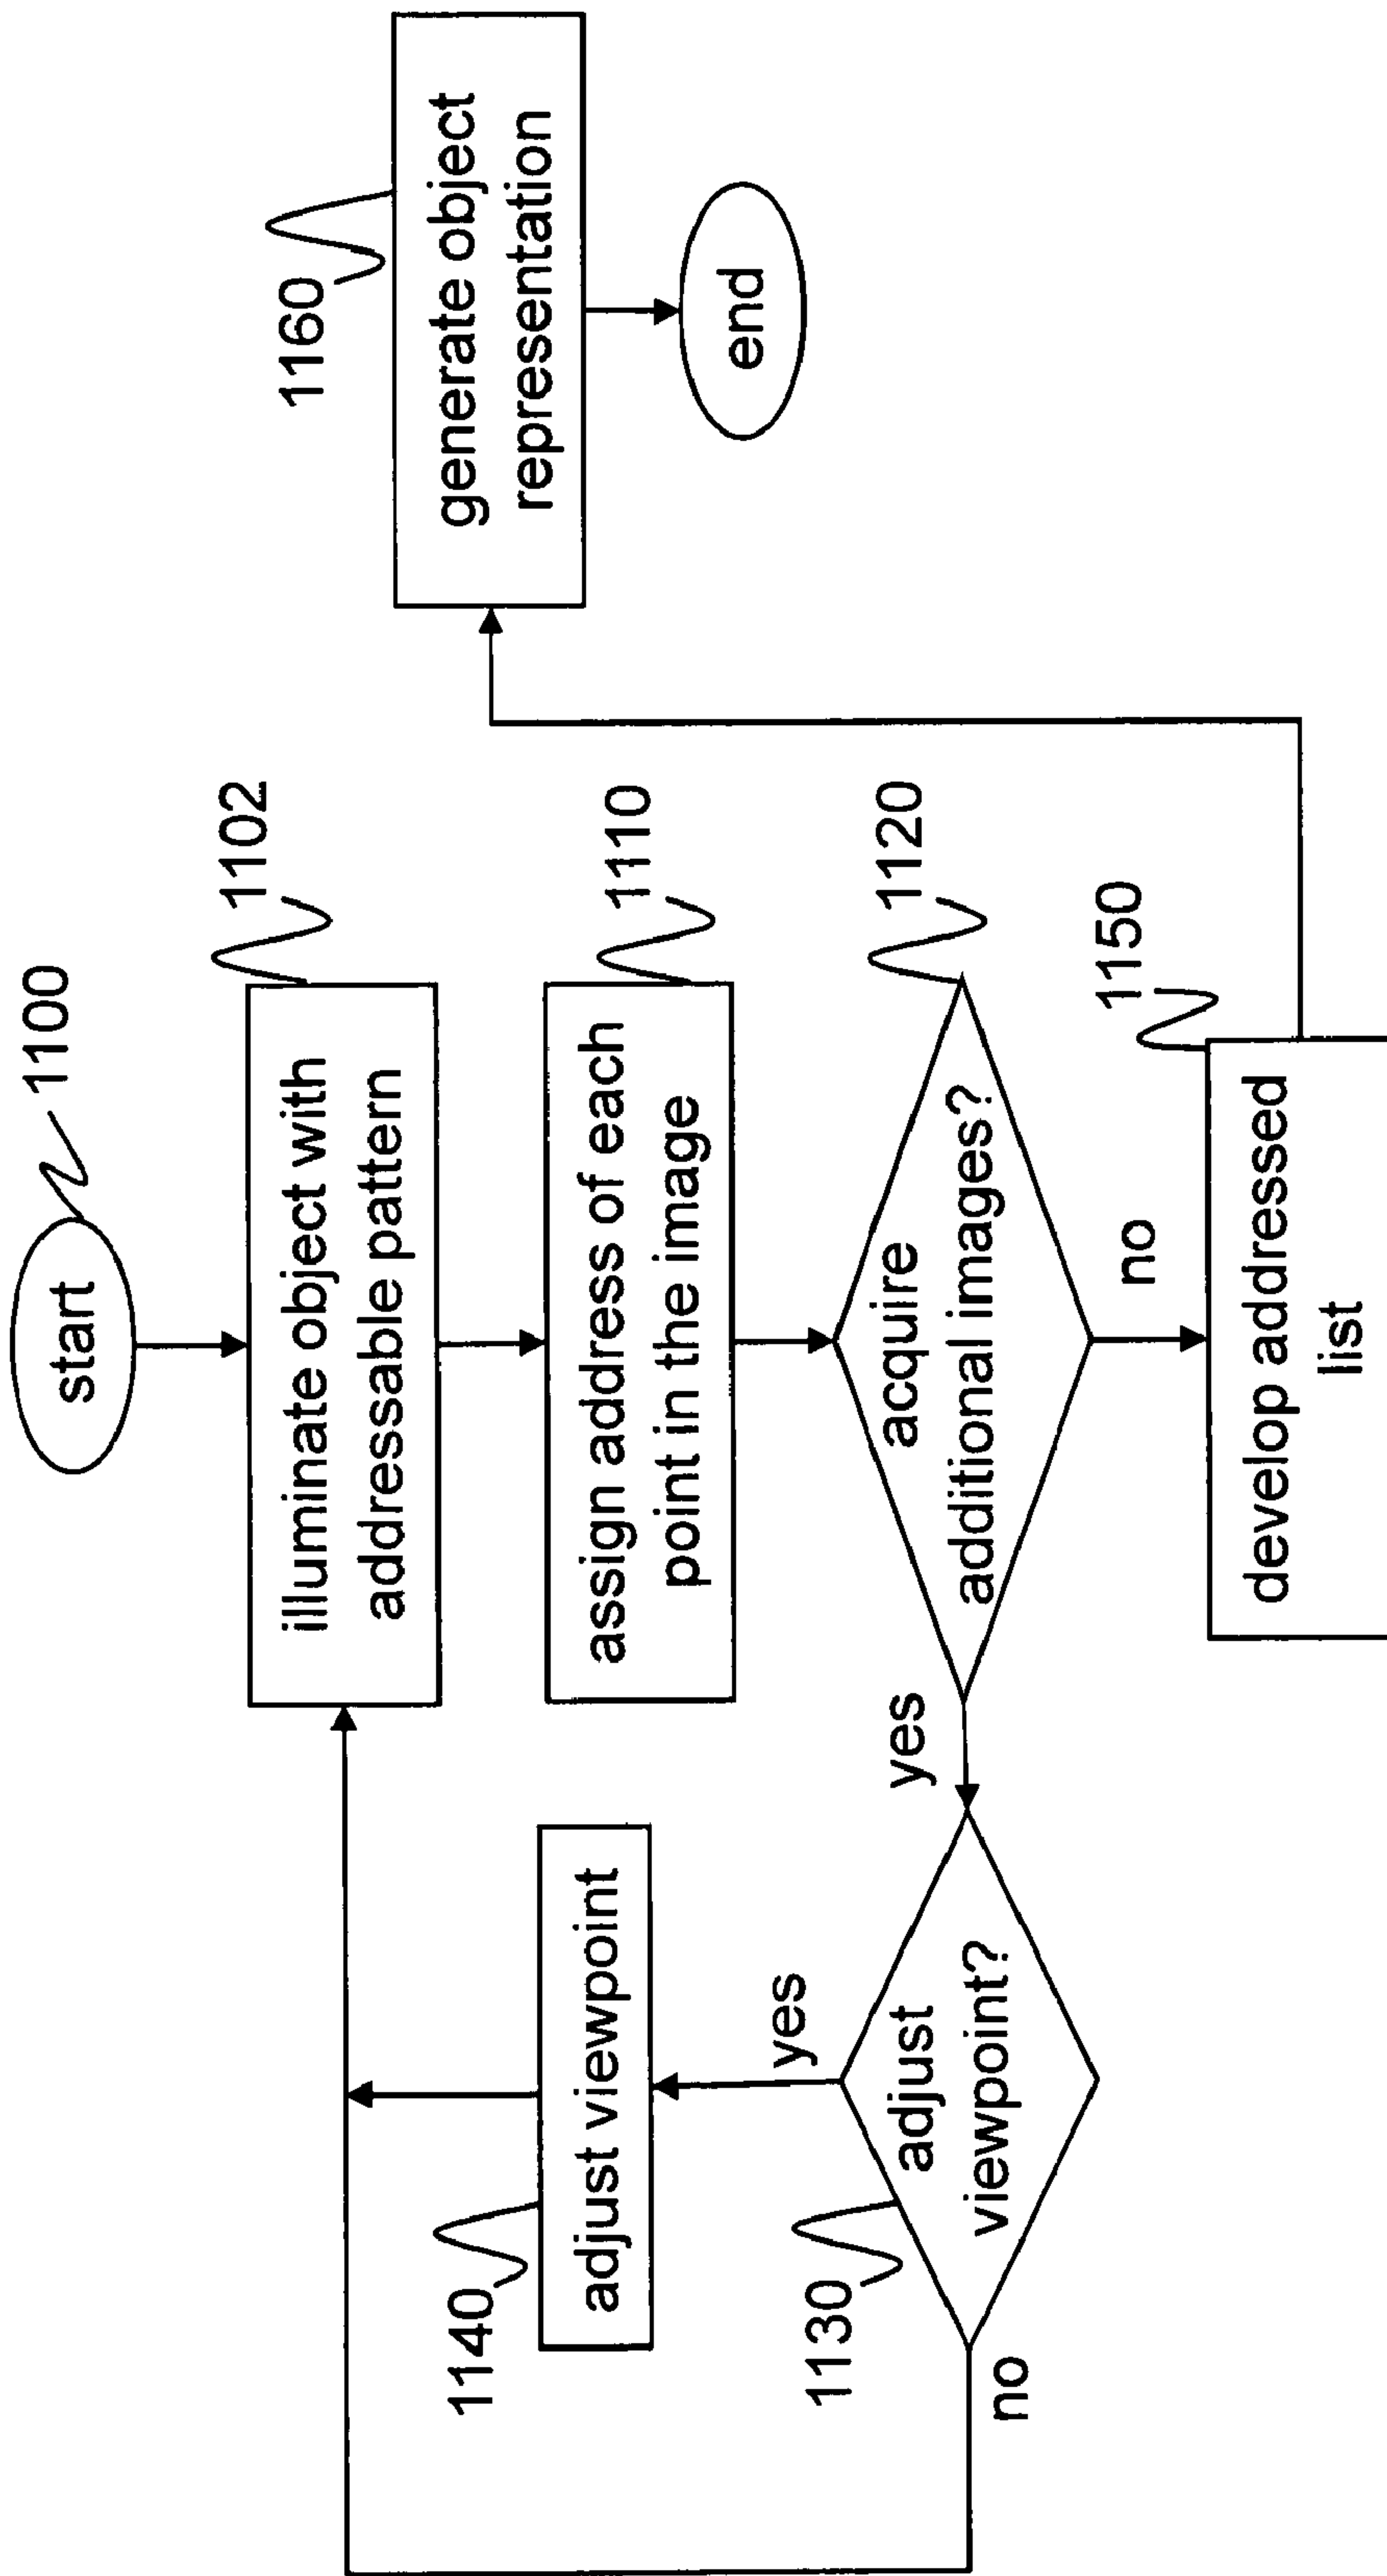 start
1100
illuminate object with
addressable pattern
1102
assign address of each
point in the image
1110
acquire
additional images?
1120
yes
no
adjust
viewpoint?
1130
yes
no
adjust viewpoint
1140
develop addressed
list
1150
generate object
representation
1160
end